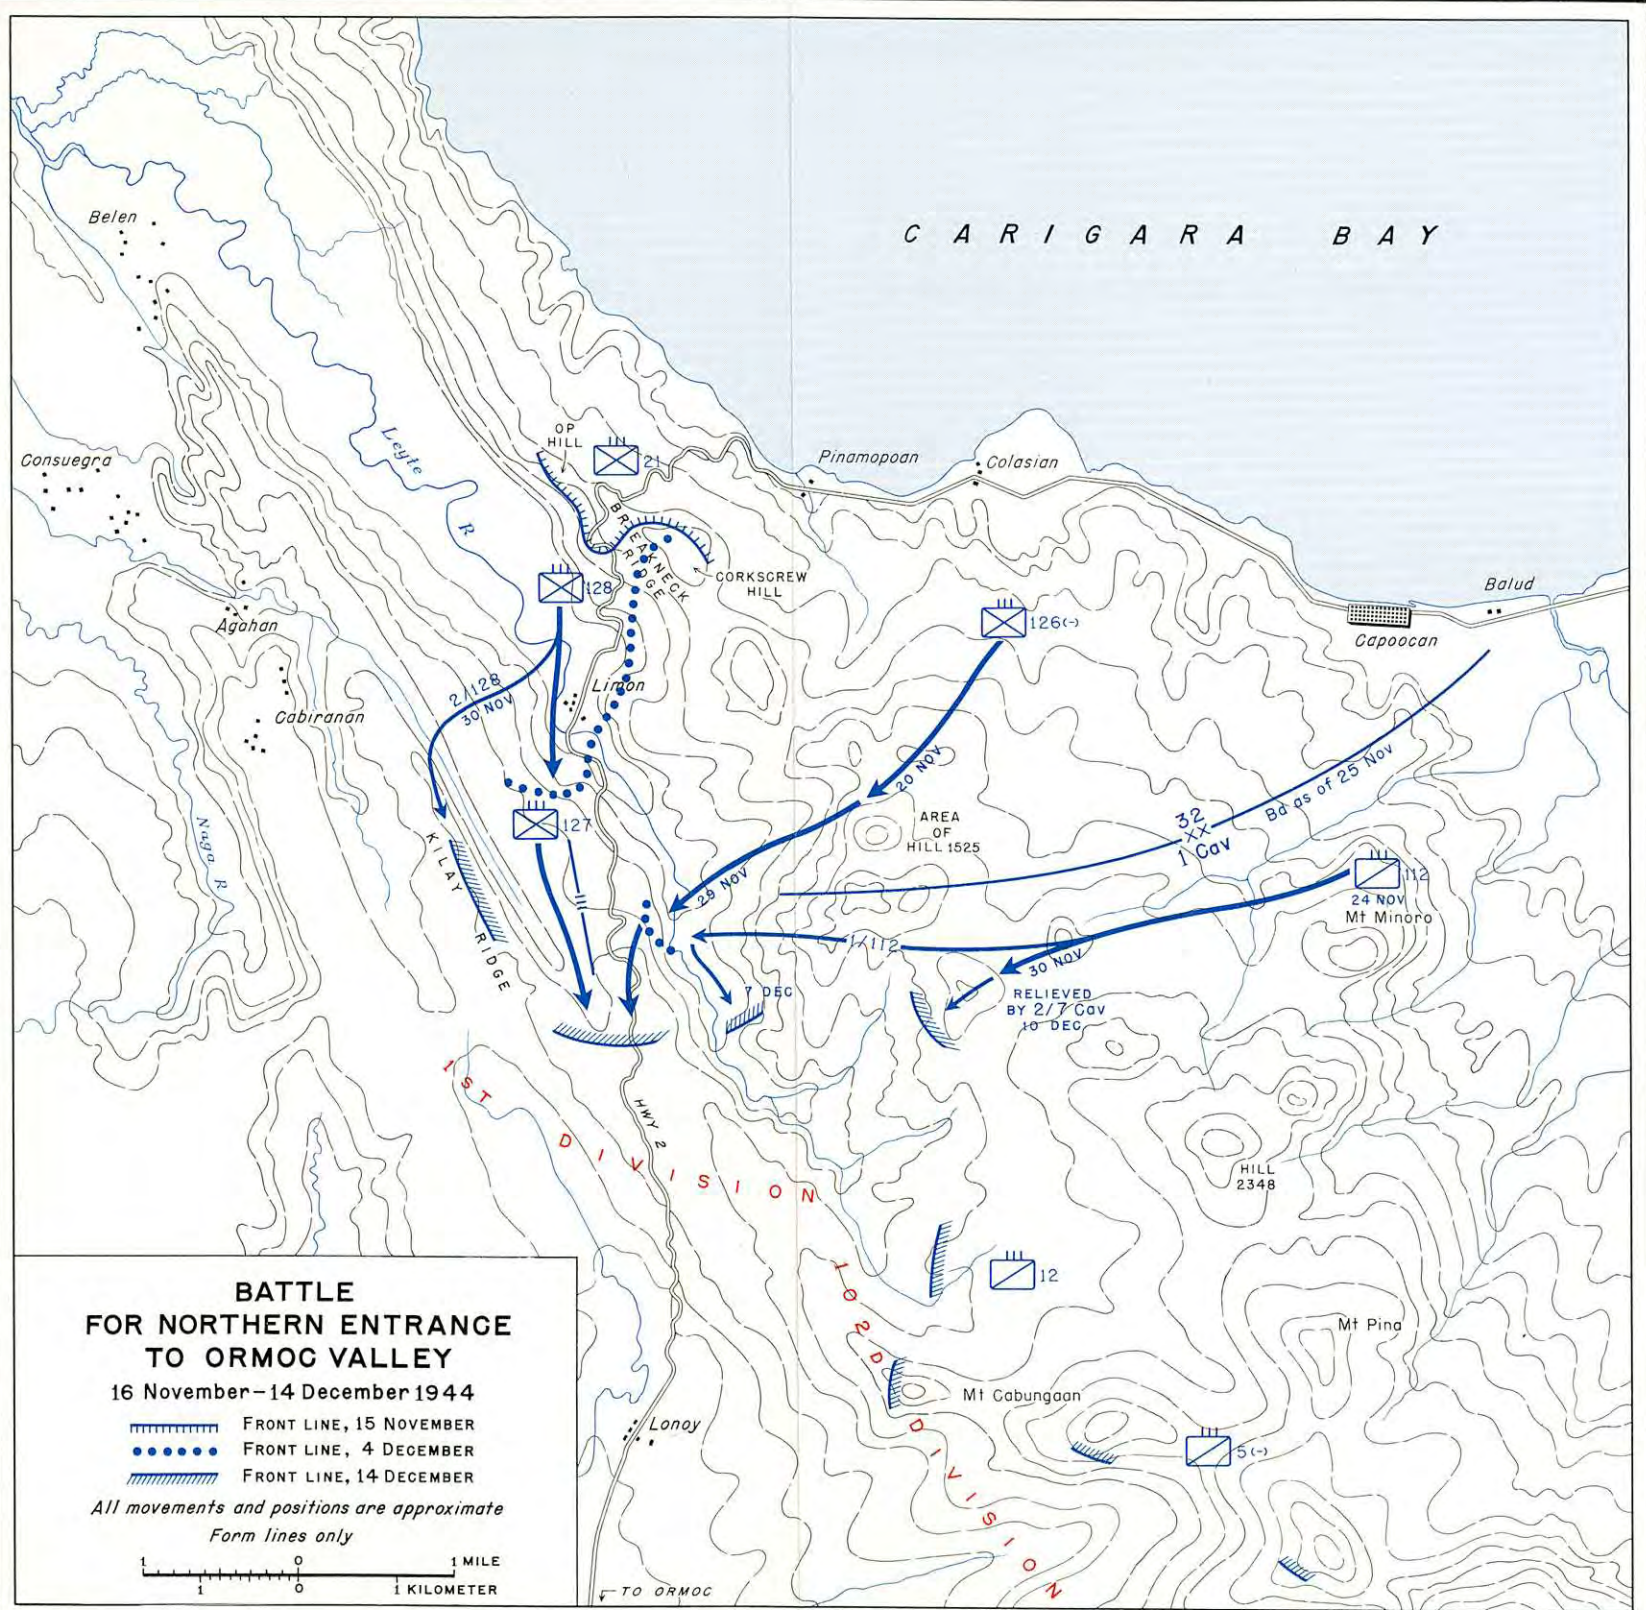 CARIGARA BAY
Belen
Leyte R
Consuegra
OP
HILL
21
Pinamopoan
Colasian
BREAKNECK
RIDGE
CORKSCREW
HILL
128
126(-)
Balud
Capoocan
Agahan
Cabiranan
2/128
30 NOV
Limon
20 NOV
AREA
OF
HILL 1525
32
XX
1 Cav
Bd as of 25 Nov
Naga R
127
KILAY RIDGE
29 NOV
112
24 NOV
Mt Minoro
1/112
30 NOV
7 DEC
RELIEVED
BY 2/7 Cav
10 DEC
1ST DIVISION
HWY 2
HILL
2348
12
102D DIVISION
Mt Pina
Mt Cabungaan
5(-)
Lonoy
TO ORMOC
BATTLE
FOR NORTHERN ENTRANCE
TO ORMOC VALLEY
16 November-14 December 1944
FRONT LINE, 15 NOVEMBER
FRONT LINE, 4 DECEMBER
FRONT LINE, 14 DECEMBER
All movements and positions are approximate
Form lines only
1 0 1 MILE
1 0 1 KILOMETER